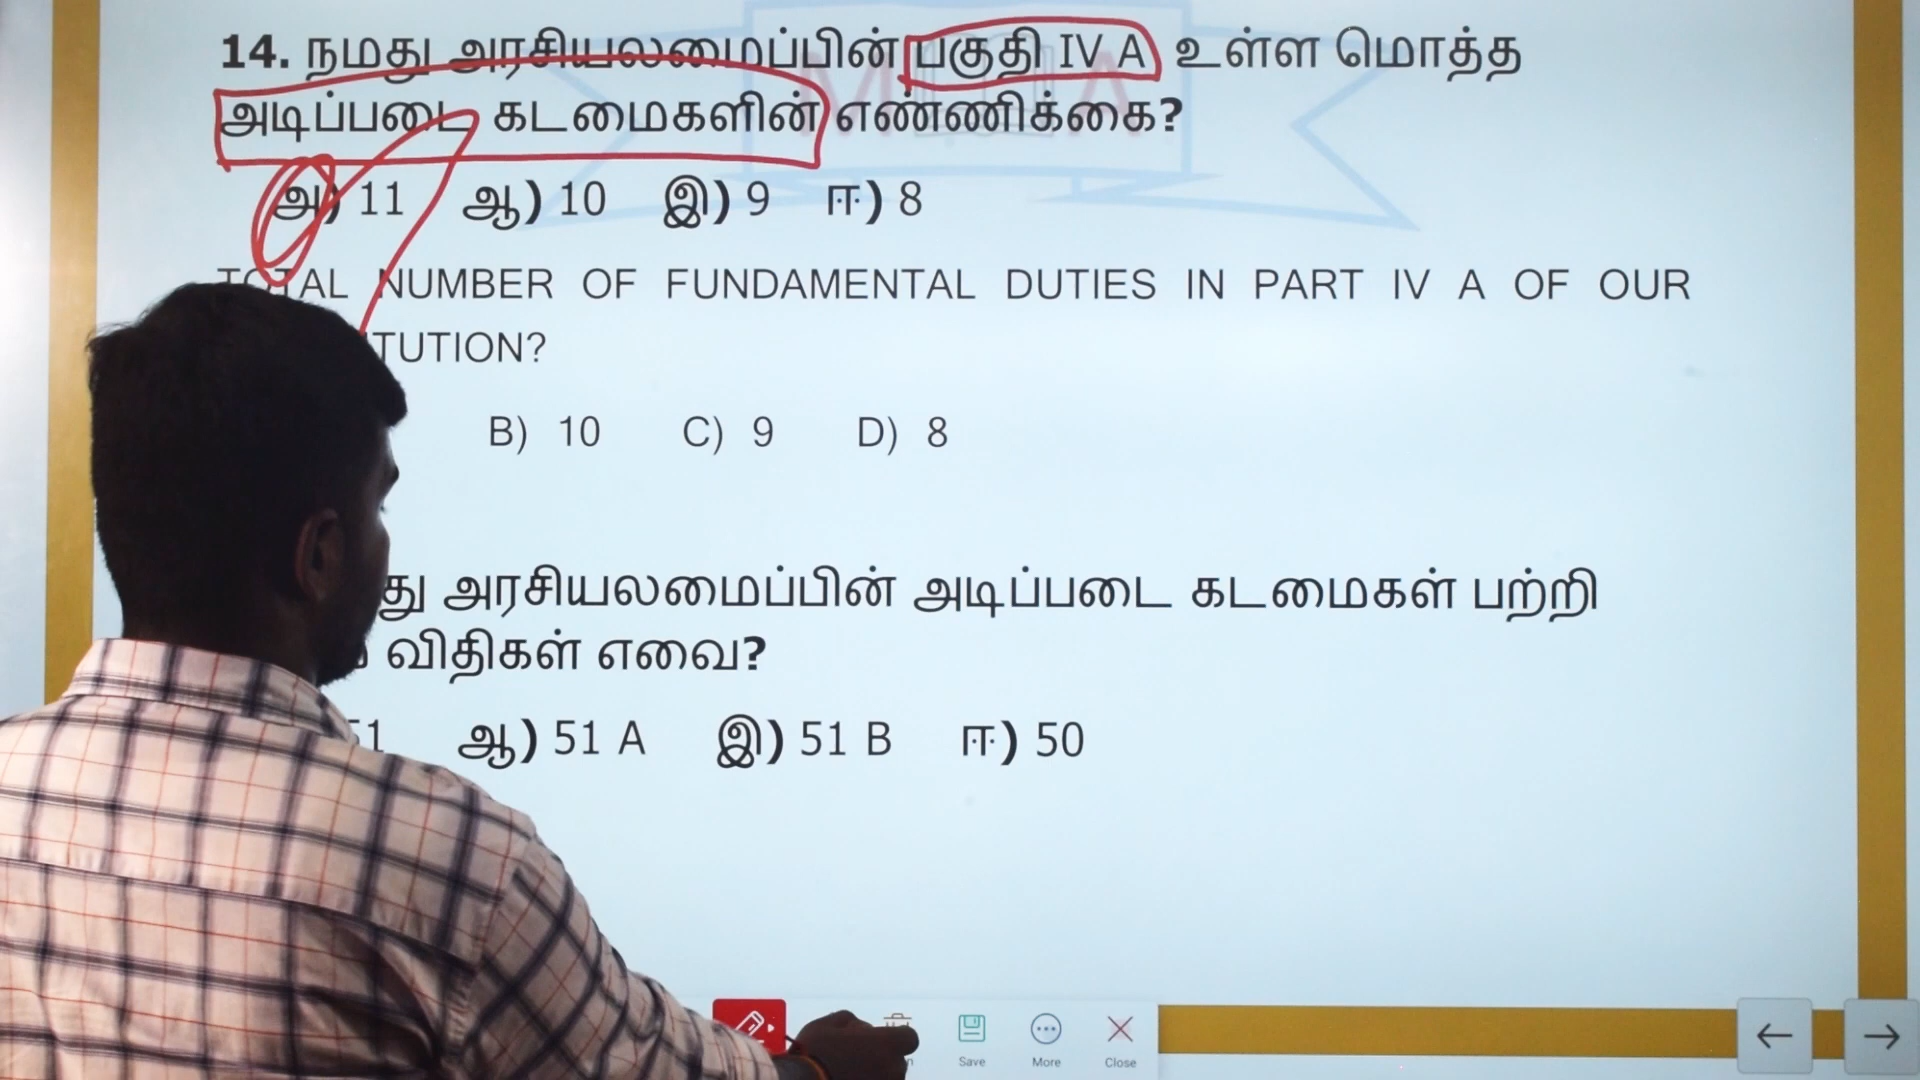 14. நமது அரசியலமைப்பின் பகுதி IV A உள்ள மொத்த
அடிப்படை கடமைகளின் எண்ணிக்கை?
அ) 11 ஆ) 10 இ) 9 ஈ) 8
TOTAL NUMBER OF FUNDAMENTAL DUTIES IN PART IV A OF OUR
TUTION?
B) 10 C) 9 D) 8
து அரசியலமைப்பின் அடிப்படை கடமைகள் பற்றி
விதிகள் எவை?
51 ஆ) 51 A இ) 51 B ஈ) 50
Save More Close